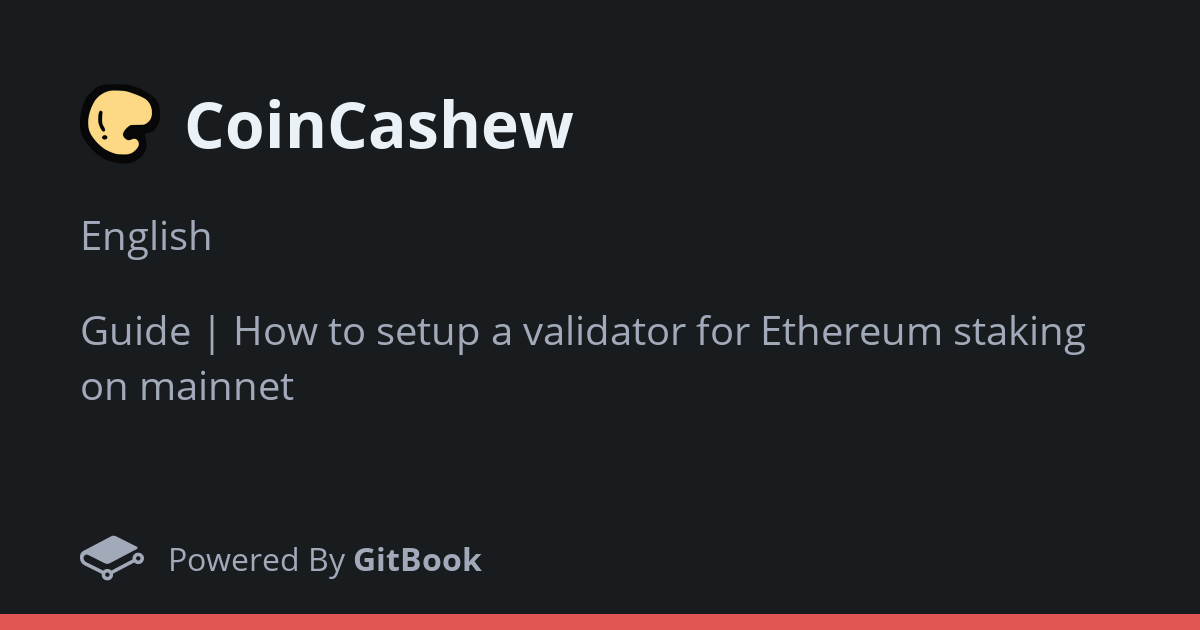 CoinCashew
English
Guide | How to setup a validator for Ethereum staking
on mainnet
Powered By GitBook